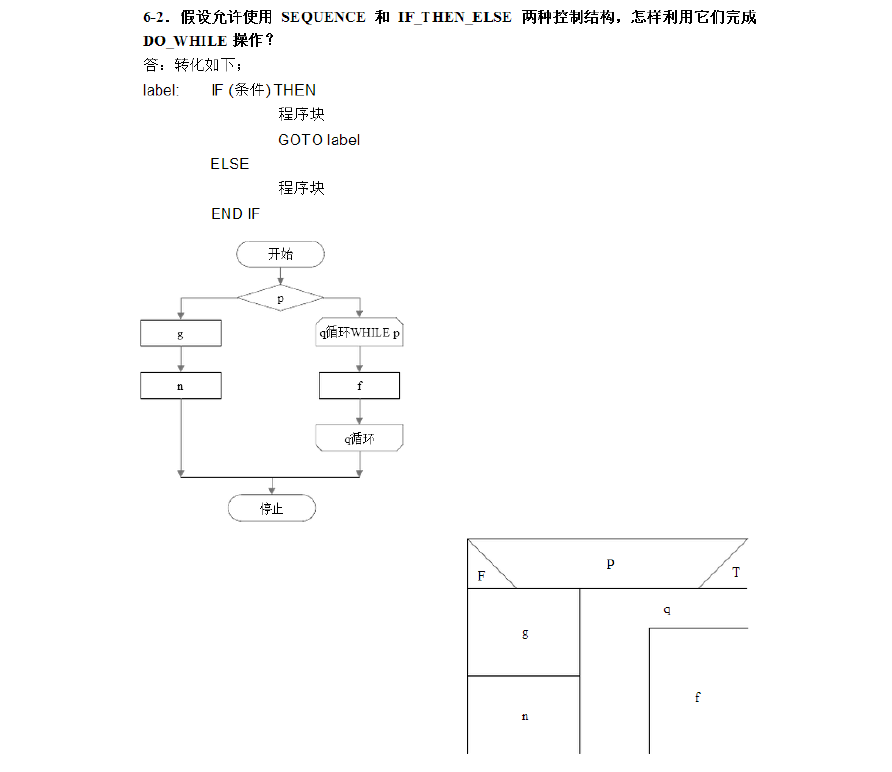 6-2．假设允许使用 SEQUENCE 和 IF_THEN_ELSE 两种控制结构，怎样利用它们完成
DO_WHILE 操作？
答：转化如下；
label: IF (条件) THEN
程序块
GOTO label
ELSE
程序块
END IF
开始
p
g
q循环WHILE p
n
f
q循环
停止
F
p
T
q
g
f
n